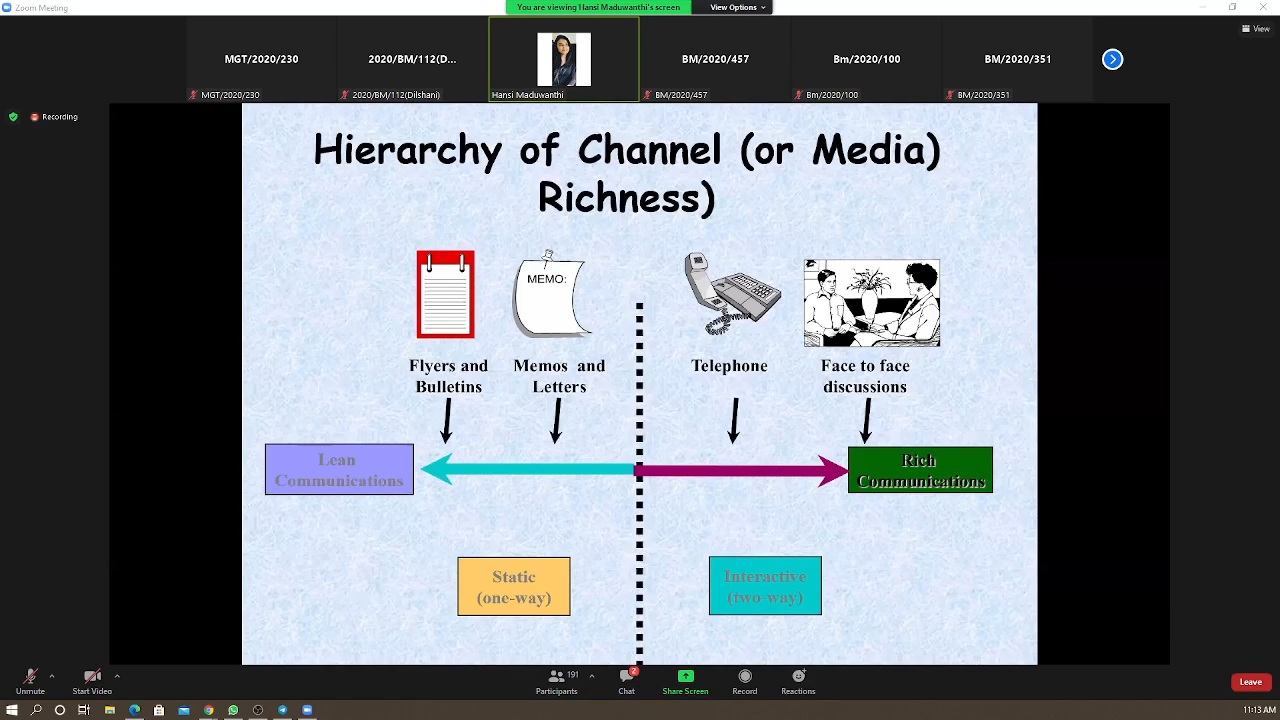 Zoom Meeting
You are viewing Hansi Maduwanthi's screen
View Options
View
MGT/2020/230
2020/BM/112(D...
BM/2020/457
Bm/2020/100
BM/2020/351
MGT/2020/230
2020/BM/112(Dilshani)
Hansi Maduwanthi
BM/2020/457
Bm/2020/100
BM/2020/351
Recording
Hierarchy of Channel (or Media)
Richness)
MEMO:
Flyers and
Bulletins
Memos and
Letters
Telephone
Face to face
discussions
Lean
Communications
Rich
Communications
Static
(one-way)
Interactive
(two-way)
Unmute
Start Video
191
Participants
2
Chat
Share Screen
Record
Reactions
Leave
11:13 AM